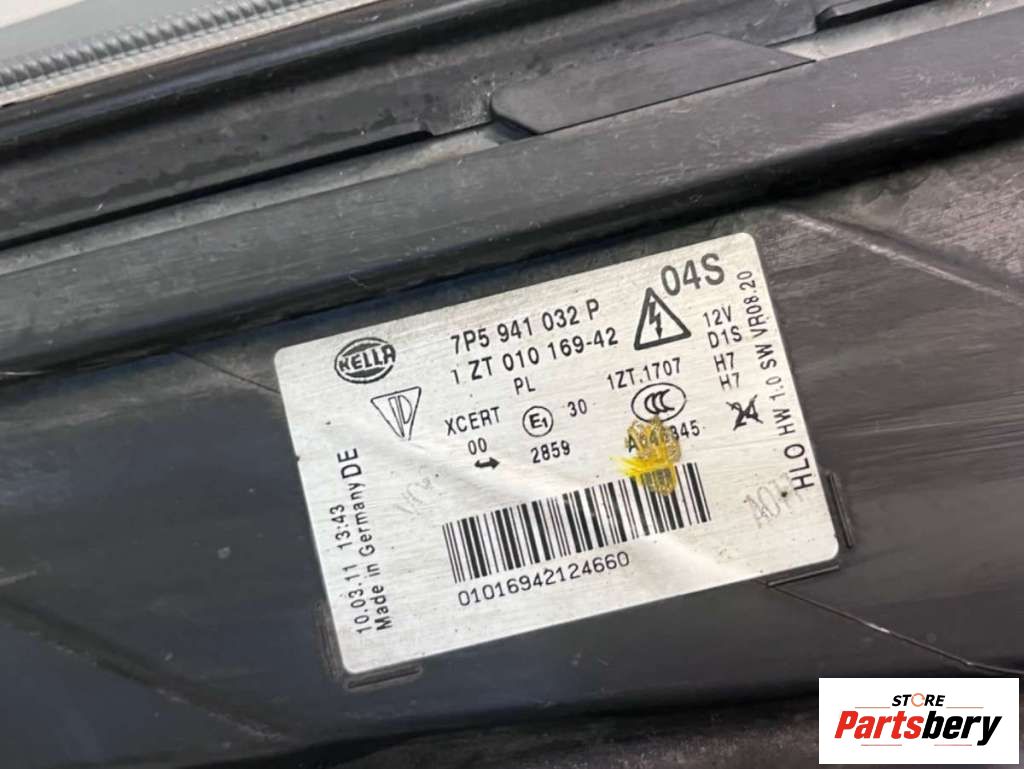 HELLA
7P5 941 032 P
04S
1 ZT 010 169-42
PL
XCERT
00
E1
30
2859
1ZT.1707
CCC
12V
D1S
H7
H7
HLO HW 1.0 SW VR08.20
10.03.11 13:43
Made in Germany DE
01016942124660
STORE
Partsbery